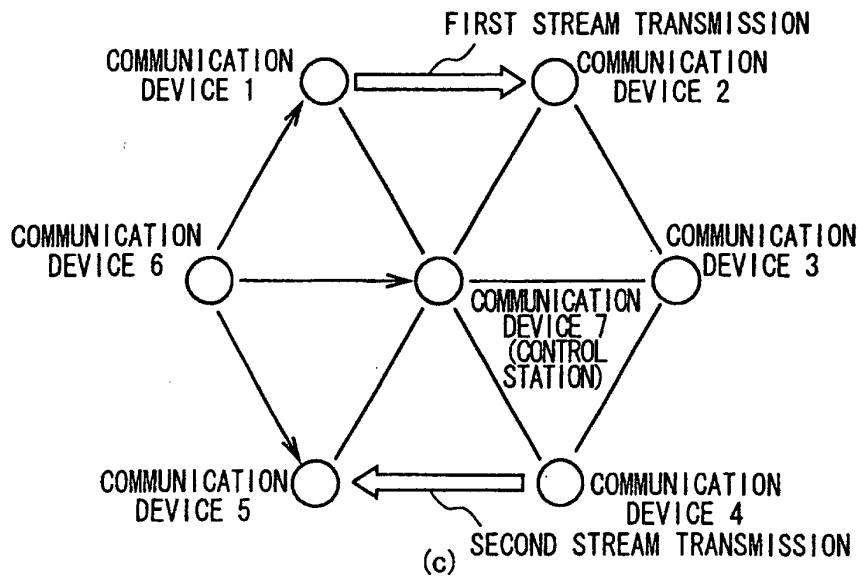 FIRST STREAM TRANSMISSION
COMMUNICATION
DEVICE 1
COMMUNICATION
DEVICE 2
COMMUNICATION
DEVICE 6
COMMUNICATION
DEVICE 3
COMMUNICATION
DEVICE 7
(CONTROL
STATION)
COMMUNICATION
DEVICE 5
COMMUNICATION
DEVICE 4
SECOND STREAM TRANSMISSION
(c)